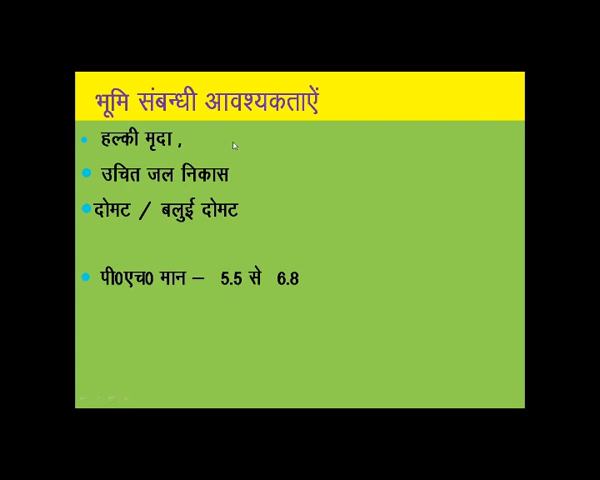 भूमि संबन्धी आवश्यकताऐं
हल्की मृदा ,
उचित जल निकास
दोमट / बलुई दोमट
पी0एच0 मान – 5.5 से 6.8